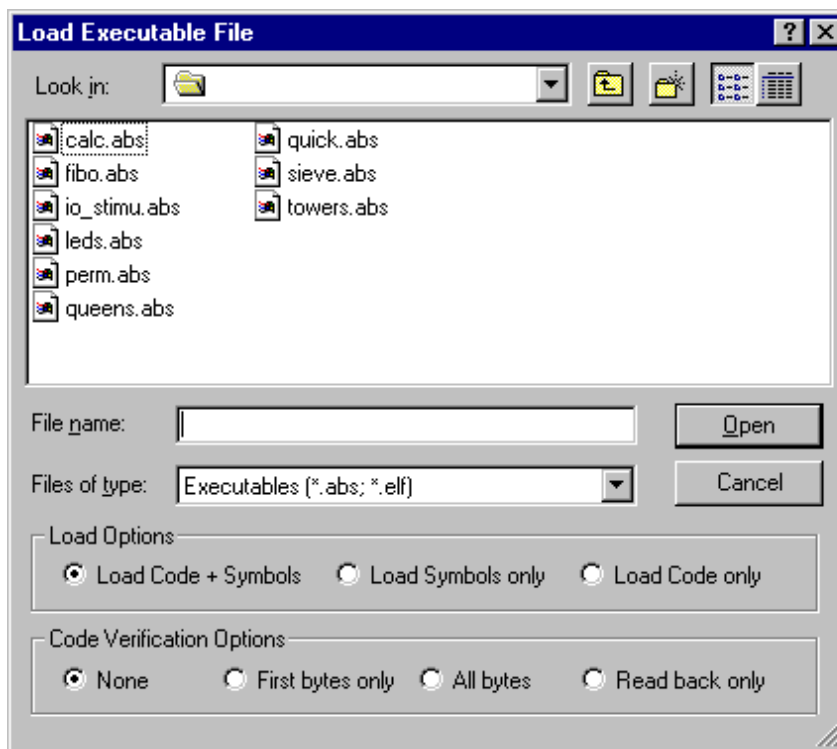 Load Executable File
Look in:
calc.abs
fibo.abs
io_stimu.abs
leds.abs
perm.abs
queens.abs
quick.abs
sieve.abs
towers.abs
File name:
Open
Files of type: Executables (*.abs; *.elf)
Cancel
Load Options
Load Code + Symbols Load Symbols only Load Code only
Code Verification Options
None First bytes only All bytes Read back only